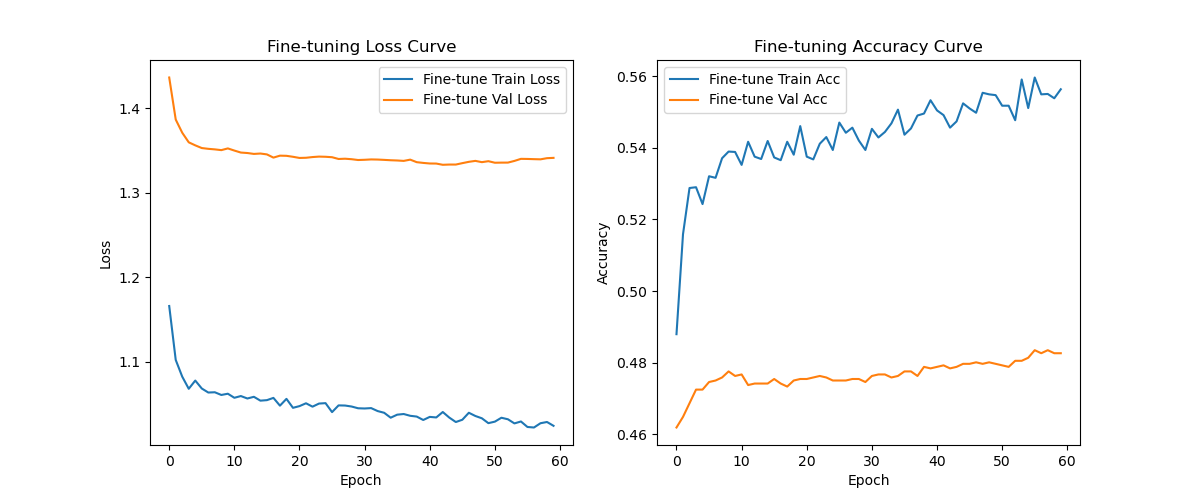 Fine-tuning Loss Curve
Fine-tune Train Loss
Fine-tune Val Loss
1.4
1.3
1.2
1.1
Loss
0 10 20 30 40 50 60
Epoch
Fine-tuning Accuracy Curve
Fine-tune Train Acc
Fine-tune Val Acc
0.56
0.54
0.52
0.50
0.48
0.46
Accuracy
0 10 20 30 40 50 60
Epoch